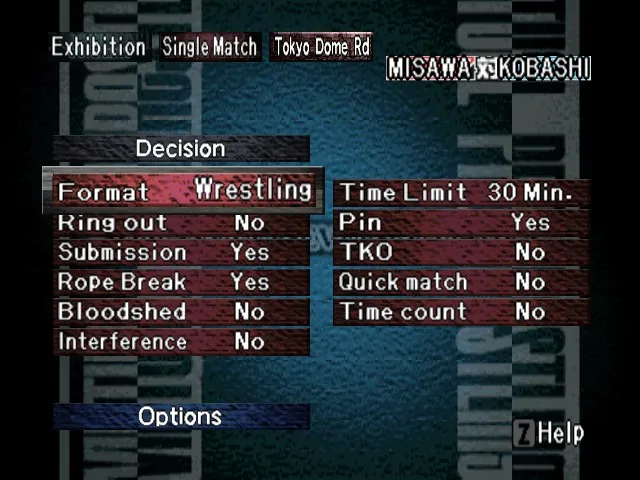 Exhibition Single Match Tokyo Dome Rd
MISAWA 対 KOBASHI
Decision
Format Wrestling
Ring out No
Submission Yes
Rope Break Yes
Bloodshed No
Interference No
Time Limit 30 Min.
Pin Yes
TKO No
Quick match No
Time count No
Options
Z Help